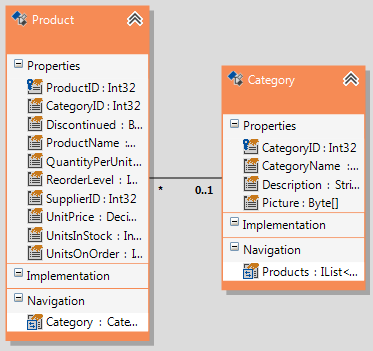 Product
Properties
ProductID : Int32
CategoryID : Int32
Discontinued : B...
ProductName :...
QuantityPerUnit...
ReorderLevel : I...
SupplierID : Int32
UnitPrice : Deci...
UnitsInStock : In...
UnitsOnOrder : I...
Implementation
Navigation
Category : Cate...
* 0..1
Category
Properties
CategoryID : Int32
CategoryName :...
Description : Stri...
Picture : Byte[]
Implementation
Navigation
Products : IList<...